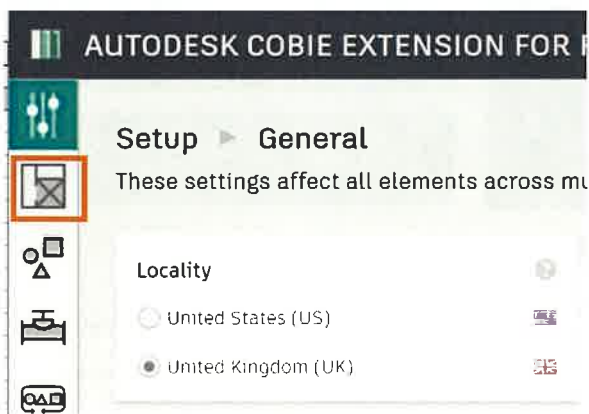 AUTODESK COBIE EXTENSION FOR
Setup General
These settings affect all elements across
Locality
United States (US)
United Kingdom (UK)